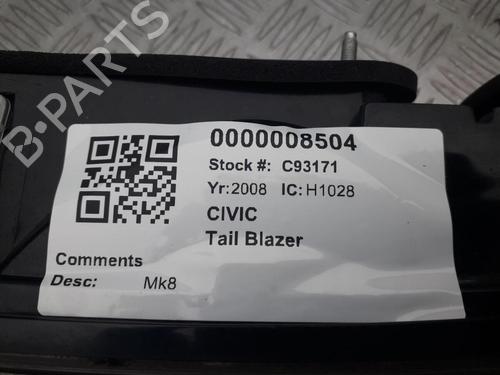 B-PARTS
0000008504
Stock #: C93171
Yr: 2008 IC: H1028
CIVIC
Tail Blazer
Comments
Desc: Mk8